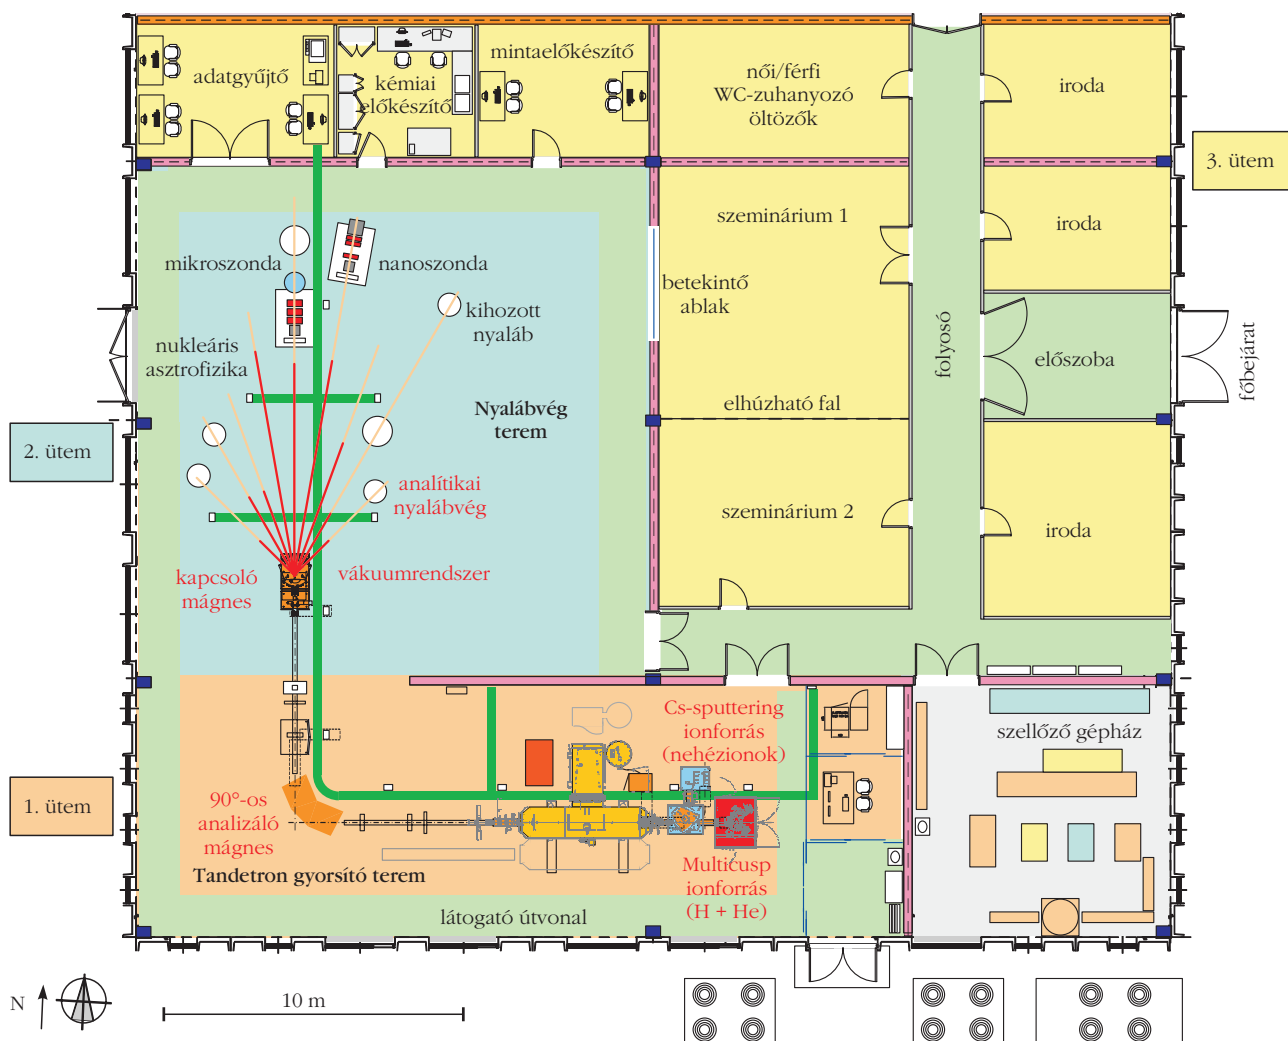 adatgyűjtő
kémiai
előkészítő
mintaelőkészítő
női/férfi
WC-zuhanyozó
öltözők
iroda
3. ütem
mikroszonda
nanoszonda
szeminárium 1
iroda
betekintő
ablak
kihozott
nyaláb
nukleáris
asztrofizika
folyosó
előszoba
főbejárat
Nyalábvég
terem
elhúzható fal
2. ütem
analítikai
nyalábvég
szeminárium 2
iroda
kapcsoló
mágnes
vákuumrendszer
Cs-sputtering
ionforrás
(nehézionok)
szellőző gépház
1. ütem
90°-os
analizáló
mágnes
Tandetron gyorsító terem
Multicusp
ionforrás
(H + He)
látogató útvonal
N
10 m